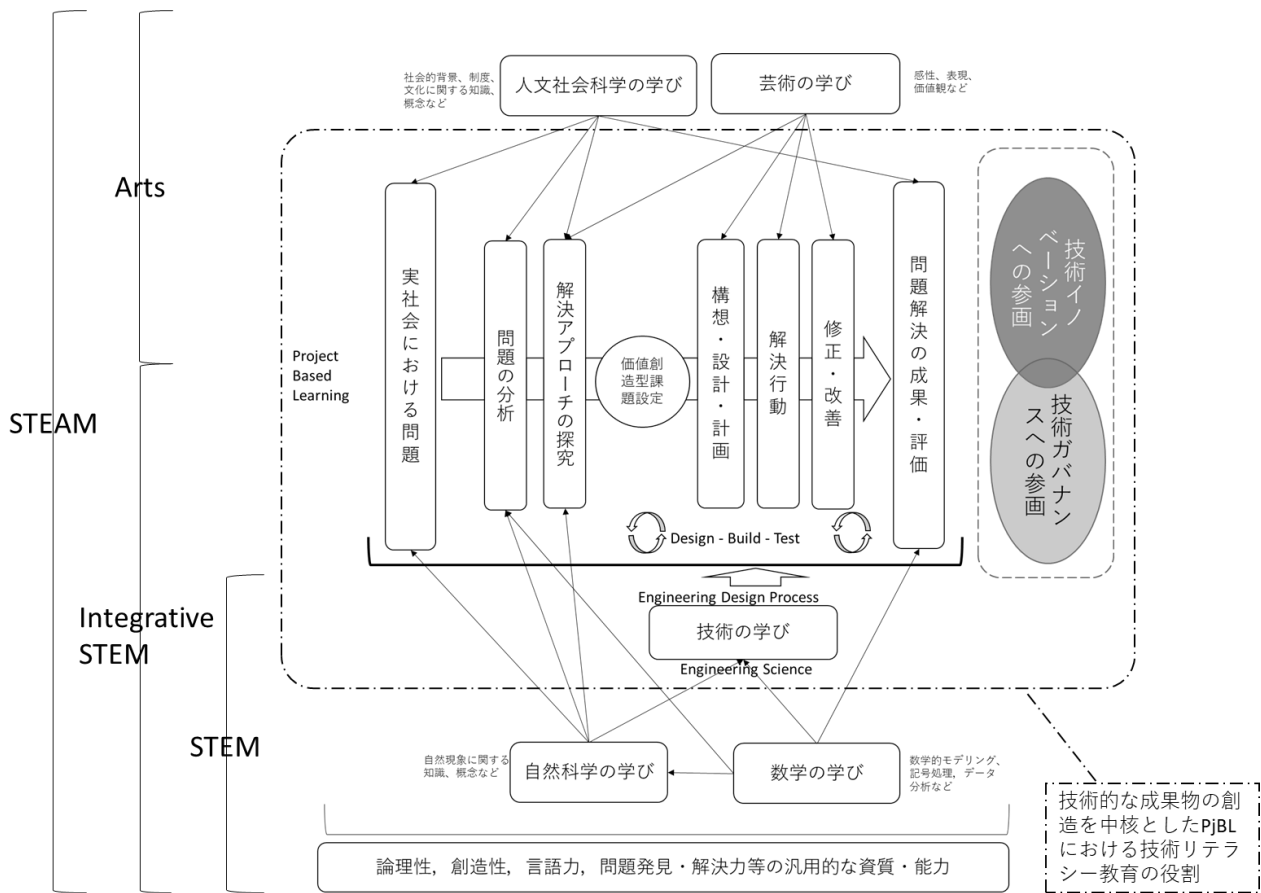 社会的背景、制度、
文化に関する知識、
概念など
人文社会科学の学び
芸術の学び
感性、表現、
価値観など
Arts
STEAM
Integrative
STEM
STEM
Project
Based
Learning
実社会における問題
問題の分析
解決アプローチの探究
価値創
造型課
題設定
構想・設計・計画
解決行動
修正・改善
問題解決の成果・評価
技術イノ
ベーション
への参画
技術ガバナン
スへの参画
Design - Build - Test
Engineering Design Process
技術の学び
Engineering Science
自然現象に関する
知識、概念など
自然科学の学び
数学の学び
数学的モデリング、
記号処理，データ
分析など
論理性，創造性，言語力，問題発見・解決力等の汎用的な資質・能力
技術的な成果物の創
造を中核としたPjBL
における技術リテラ
シー教育の役割